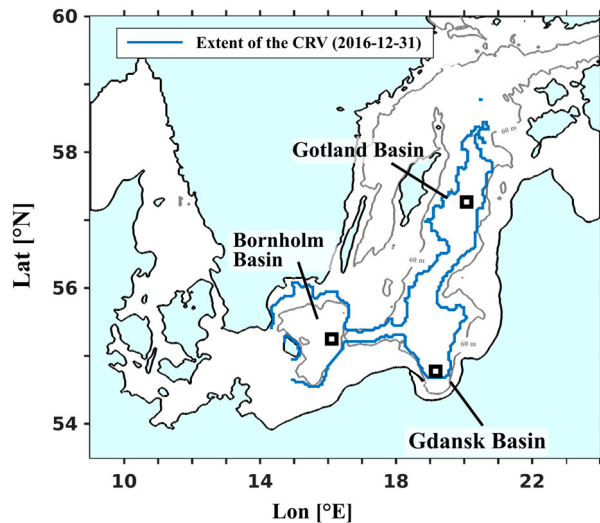 60
Extent of the CRV (2016-12-31)
60 m
58
Gotland Basin
Bornholm
Basin
60 m
56
60 m
54
Gdansk Basin
10
14
18
22
Lat [°N]
Lon [°E]